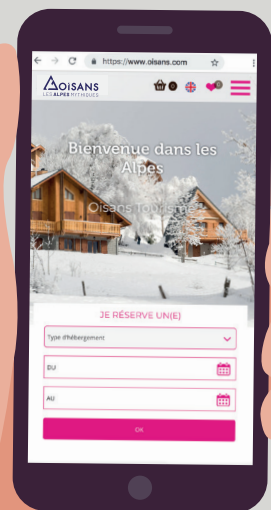 https://www.oisans.com
OISANS
LES ALPES MYTHIQUES
0
Bienvenue dans les
Alpes
Oisans Tourisme
JE RÉSERVE UN(E)
Type d'hébergement
DU
AU
OK